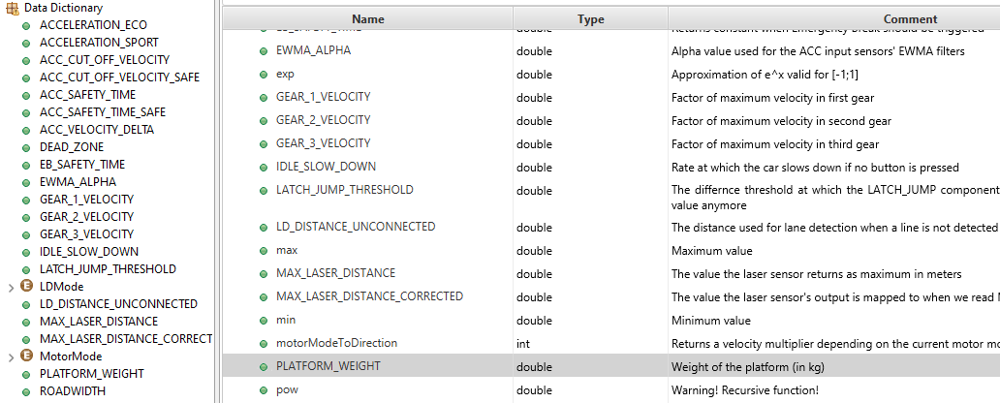 Data Dictionary
ACCELERATION_ECO
ACCELERATION_SPORT
ACC_CUT_OFF_VELOCITY
ACC_CUT_OFF_VELOCITY_SAFE
ACC_SAFETY_TIME
ACC_SAFETY_TIME_SAFE
ACC_VELOCITY_DELTA
DEAD_ZONE
EB_SAFETY_TIME
EWMA_ALPHA
GEAR_1_VELOCITY
GEAR_2_VELOCITY
GEAR_3_VELOCITY
IDLE_SLOW_DOWN
LATCH_JUMP_THRESHOLD
E LDMode
LD_DISTANCE_UNCONNECTED
MAX_LASER_DISTANCE
MAX_LASER_DISTANCE_CORRECT
E MotorMode
PLATFORM_WEIGHT
ROADWIDTH
Name Type Comment
EB_SAFETY_TIME double Returns constant when Emergency Break should be triggered
EWMA_ALPHA double Alpha value used for the ACC input sensors' EWMA filters
exp double Approximation of e^x valid for [-1;1]
GEAR_1_VELOCITY double Factor of maximum velocity in first gear
GEAR_2_VELOCITY double Factor of maximum velocity in second gear
GEAR_3_VELOCITY double Factor of maximum velocity in third gear
IDLE_SLOW_DOWN double Rate at which the car slows down if no button is pressed
LATCH_JUMP_THRESHOLD double The differnce threshold at which the LATCH_JUMP component
value anymore
LD_DISTANCE_UNCONNECTED double The distance used for lane detection when a line is not detected
max double Maximum value
MAX_LASER_DISTANCE double The value the laser sensor returns as maximum in meters
MAX_LASER_DISTANCE_CORRECTED double The value the laser sensor's output is mapped to when we read
min double Minimum value
motorModeToDirection int Returns a velocity multiplier depending on the current motor mo
PLATFORM_WEIGHT double Weight of the platform (in kg)
pow double Warning! Recursive function!